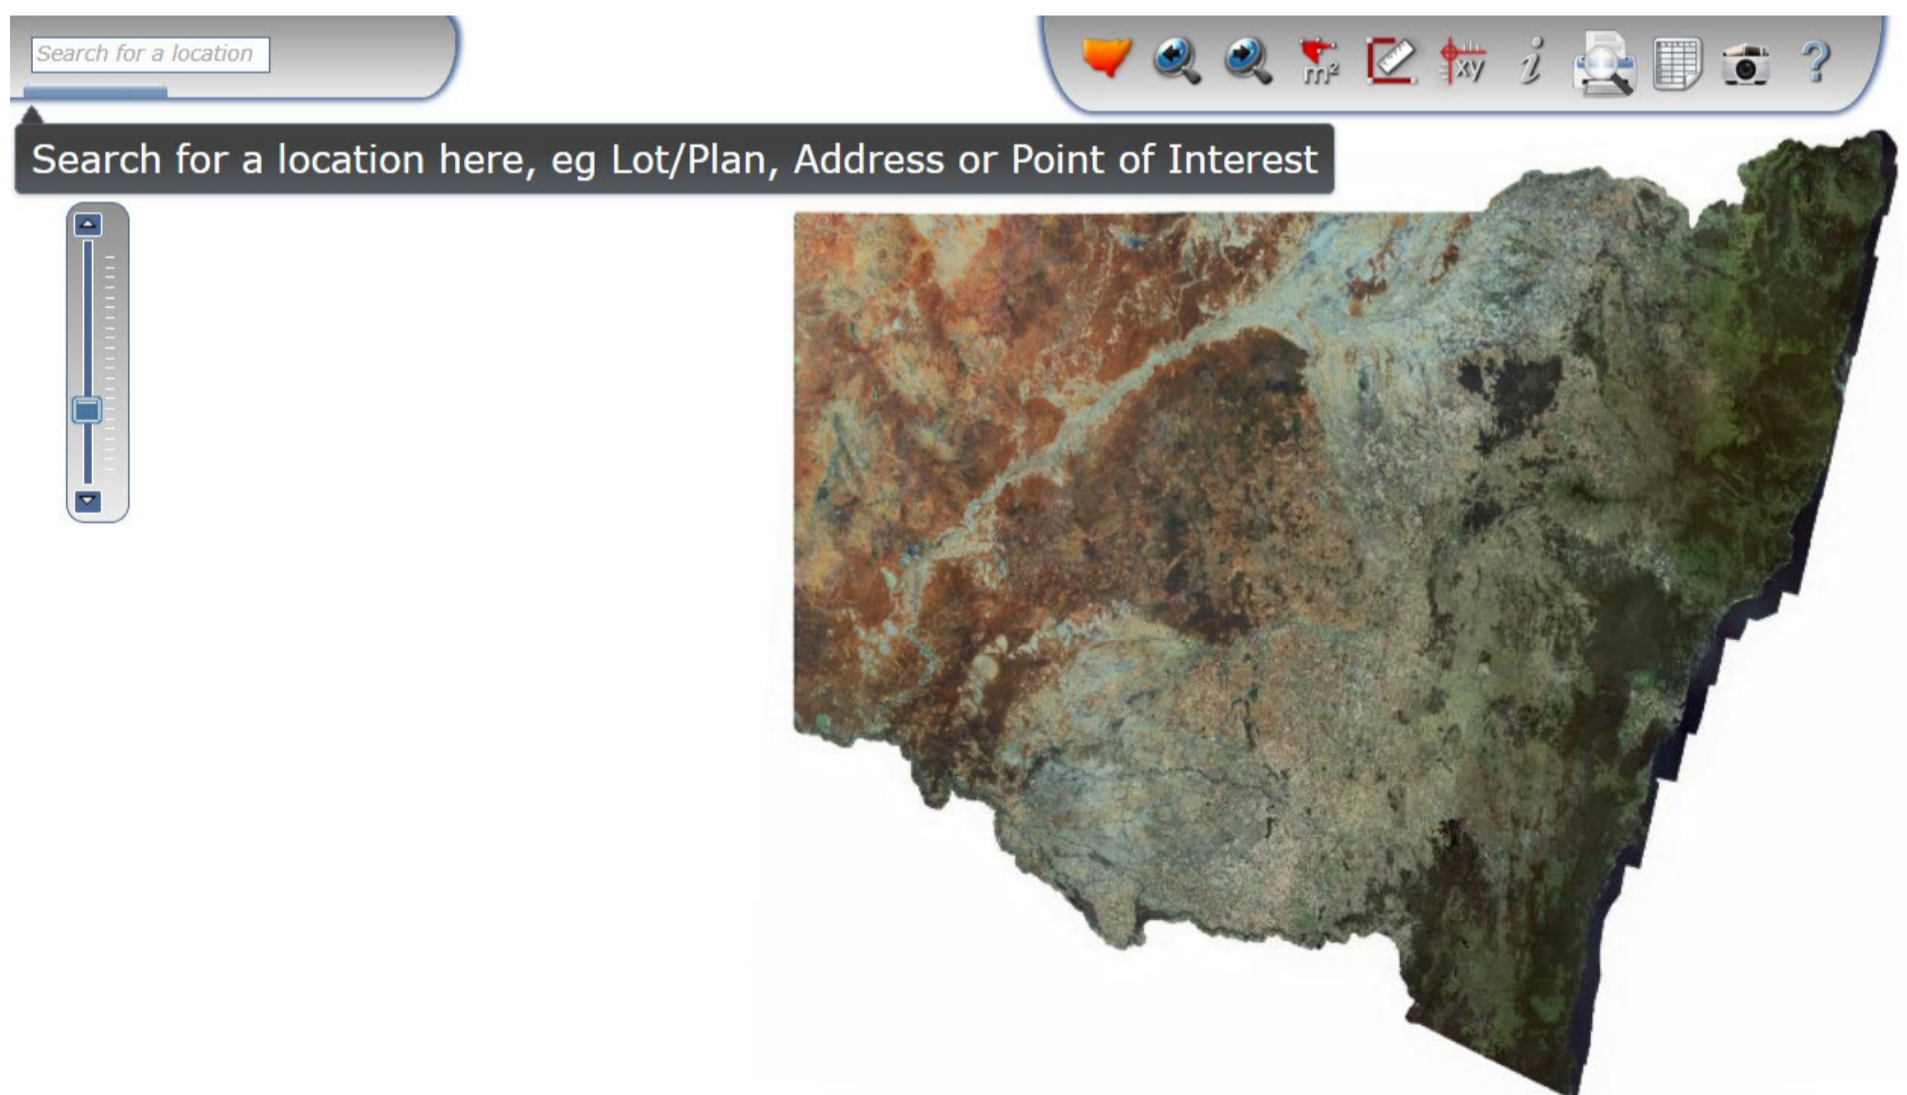 Search for a location
m²
xy
i
?
Search for a location here, eg Lot/Plan, Address or Point of Interest